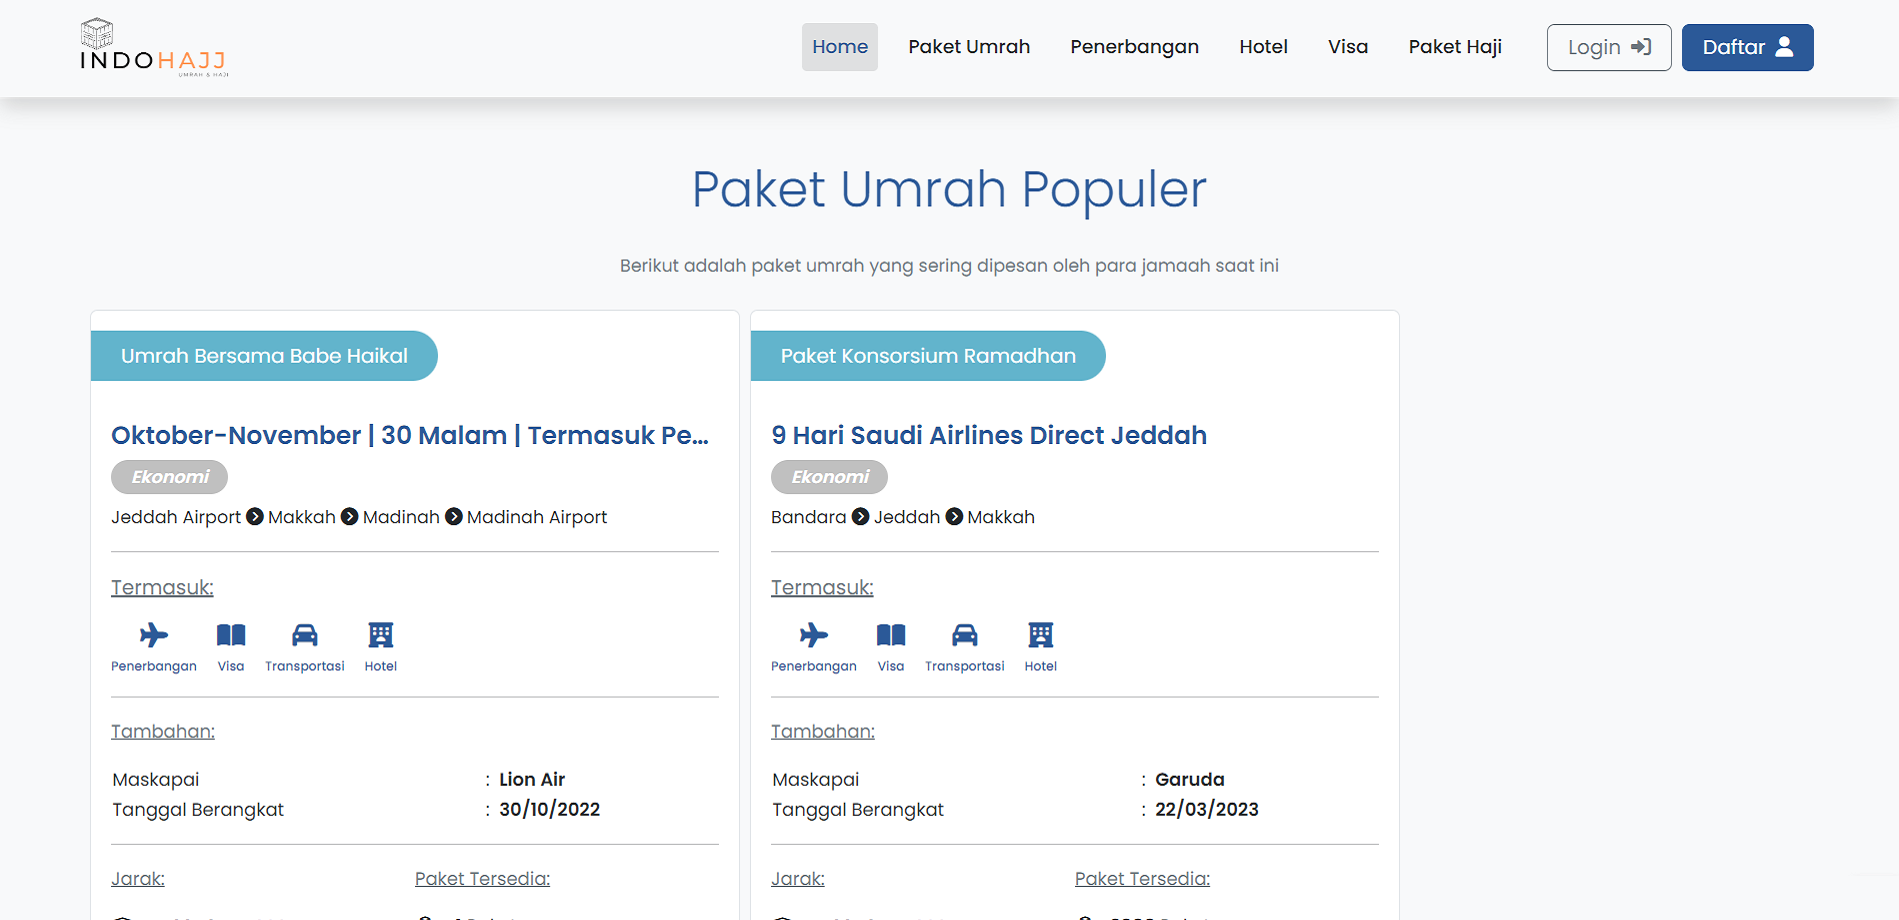 INDOHAJJ
UMRAH & HAJI
Home
Paket Umrah
Penerbangan
Hotel
Visa
Paket Haji
Login
Daftar
Paket Umrah Populer
Berikut adalah paket umrah yang sering dipesan oleh para jamaah saat ini
Umrah Bersama Babe Haikal
Oktober-November | 30 Malam | Termasuk Pe...
Ekonomi
Jeddah Airport Makkah Madinah Madinah Airport
Termasuk:
Penerbangan Visa Transportasi Hotel
Tambahan:
Maskapai : Lion Air
Tanggal Berangkat : 30/10/2022
Jarak: Paket Tersedia:
Paket Konsorsium Ramadhan
9 Hari Saudi Airlines Direct Jeddah
Ekonomi
Bandara Jeddah Makkah
Termasuk:
Penerbangan Visa Transportasi Hotel
Tambahan:
Maskapai : Garuda
Tanggal Berangkat : 22/03/2023
Jarak: Paket Tersedia: